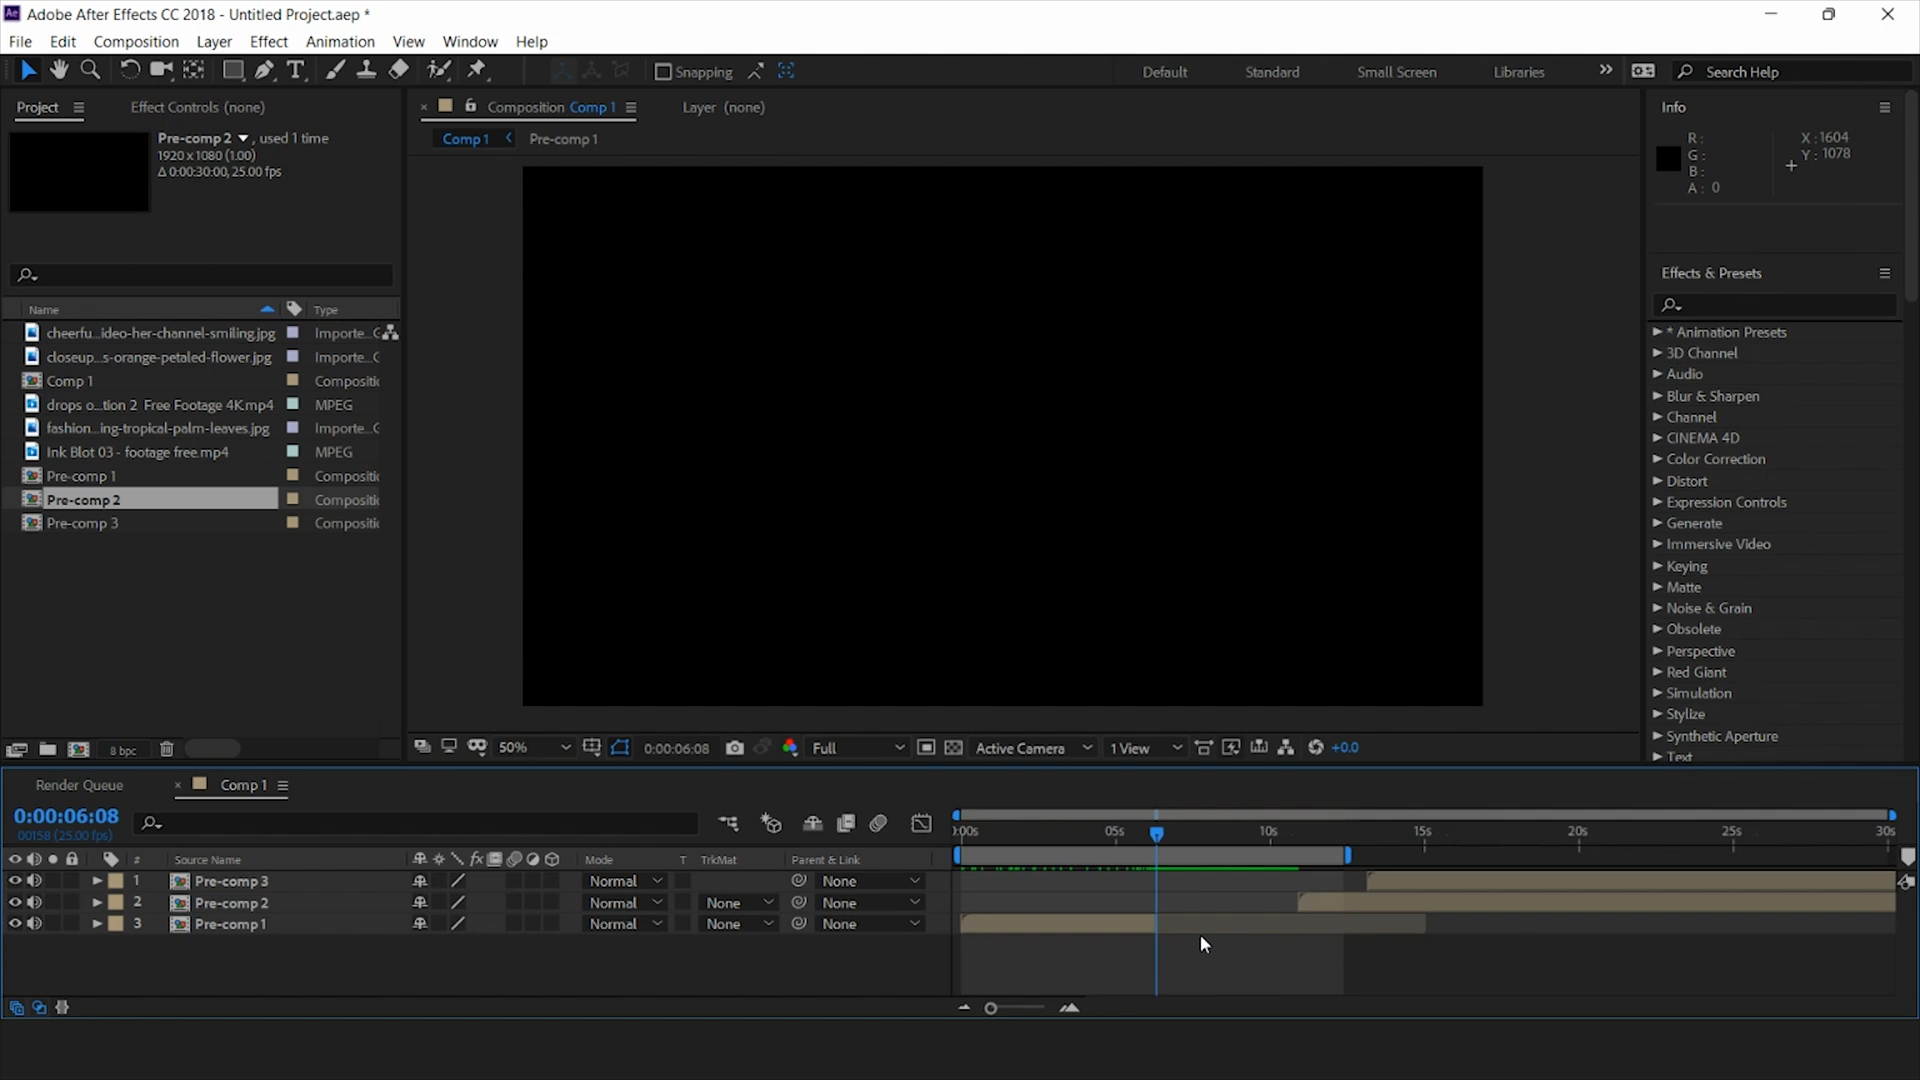 Adobe After Effects CC 2018 - Untitled Project.aep *
File Edit Composition Layer Effect Animation View Window Help
Snapping Default Standard Small Screen Libraries Search Help
Project Effect Controls (none)
Pre-comp 2 , used 1 time
1920 x 1080 (1.00)
Δ 0:00:30:00, 25.00 fps
Composition Comp 1 Layer (none)
Comp 1 Pre-comp 1
Info
R:
G:
B:
A: 0
X : 1604
Y : 1078
Name Type
cheerfu...ideo-her-channel-smiling.jpg Importe...G
closeup...s-orange-petaled-flower.jpg Importe...G
Comp 1 Compositic
drops o...tion 2 Free Footage 4K.mp4 MPEG
fashion...ing-tropical-palm-leaves.jpg Importe...G
Ink Blot 03 - footage free.mp4 MPEG
Pre-comp 1 Compositic
Pre-comp 2 Compositic
Pre-comp 3 Compositic
8 bpc
50% 0:00:06:08 Full Active Camera 1 View +0.0
Effects & Presets
* Animation Presets
3D Channel
Audio
Blur & Sharpen
Channel
CINEMA 4D
Color Correction
Distort
Expression Controls
Generate
Immersive Video
Keying
Matte
Noise & Grain
Obsolete
Perspective
Red Giant
Simulation
Stylize
Synthetic Aperture
Text
Render Queue Comp 1
0:00:06:08
00158 (25.00 fps)
):00s 05s 10s 15s 20s 25s 30s
# Source Name fx Mode T TrkMat Parent & Link
1 Pre-comp 3 Normal None
2 Pre-comp 2 Normal None None
3 Pre-comp 1 Normal None None